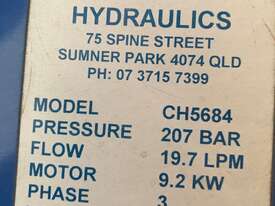 HYDRAULICS
75 SPINE STREET
SUMNER PARK 4074 QLD
PH: 07 3715 7399
MODEL CH5684
PRESSURE 207 BAR
FLOW 19.7 LPM
MOTOR 9.2 KW
PHASE 3